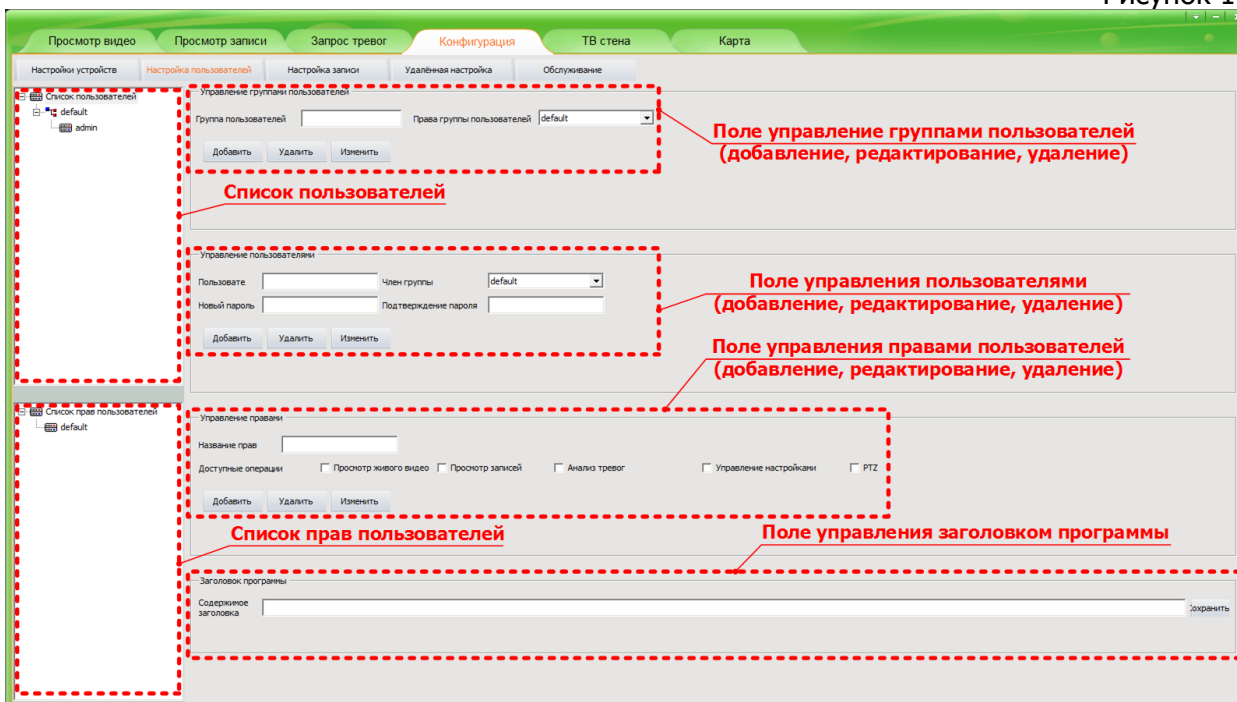 Рисунок 1
Просмотр видео Просмотр записи Запрос тревог Конфигурация ТВ стена Карта
Настройки устройств Настройка пользователей Настройка записи Удалённая настройка Обслуживание
Список пользователей
default
admin
Управление группами пользователей
Группа пользователей Права группы пользователей default
Добавить Удалить Изменить
Поле управление группами пользователей
(добавление, редактирование, удаление)
Список пользователей
Управление пользователями
Пользовате Член группы default
Новый пароль Подтверждение пароля
Добавить Удалить Изменить
Поле управления пользователями
(добавление, редактирование, удаление)
Поле управления правами пользователей
(добавление, редактирование, удаление)
Список прав пользователей
default
Управление правами
Название прав
Доступные операции Просмотр живого видео Просмотр записей Анализ тревог Управление настройками PTZ
Добавить Удалить Изменить
Список прав пользователей
Поле управления заголовком программы
Заголовок программы
Содержимое
заголовка
охранить